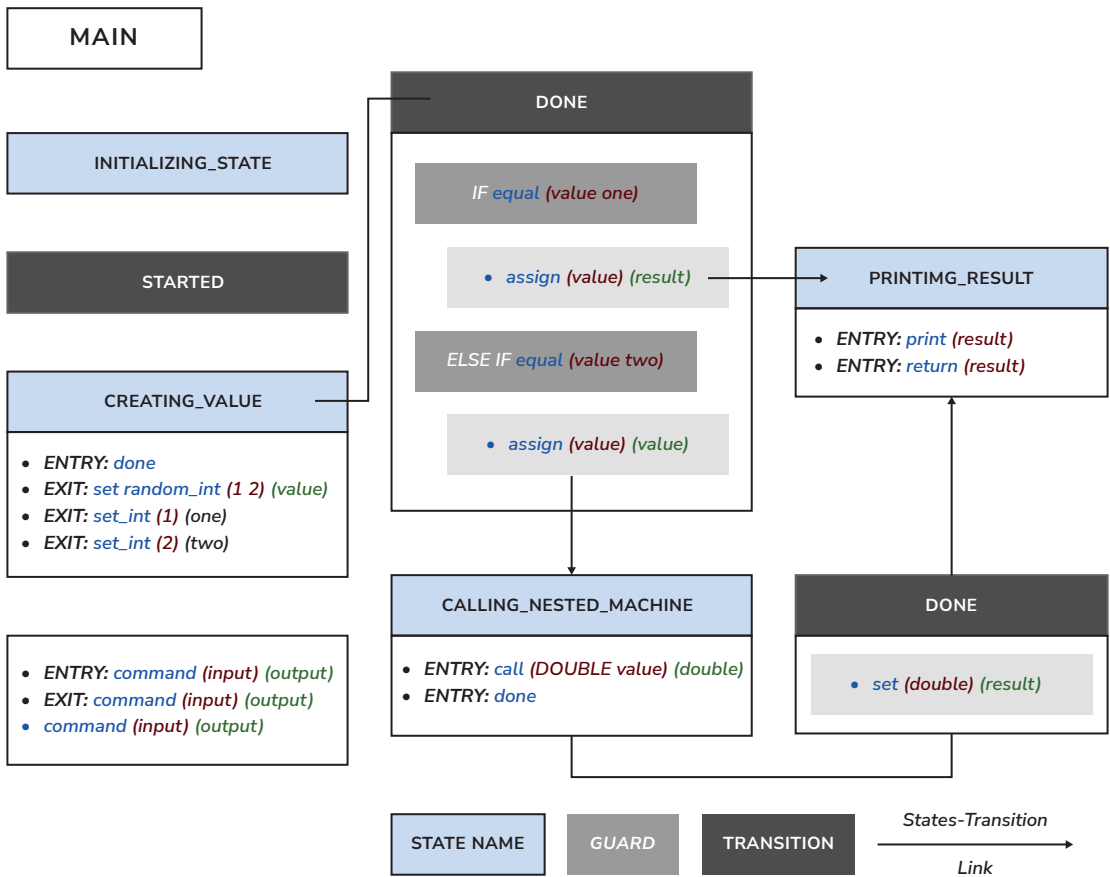 MAIN
INITIALIZING_STATE
STARTED
CREATING_VALUE
• ENTRY: done
• EXIT: set random_int (1 2) (value)
• EXIT: set_int (1) (one)
• EXIT: set_int (2) (two)
• ENTRY: command (input) (output)
• EXIT: command (input) (output)
• command (input) (output)
DONE
IF equal (value one)
• assign (value) (result)
ELSE IF equal (value two)
• assign (value) (value)
PRINTIMG_RESULT
• ENTRY: print (result)
• ENTRY: return (result)
CALLING_NESTED_MACHINE
• ENTRY: call (DOUBLE value) (double)
• ENTRY: done
DONE
• set (double) (result)
STATE NAME
GUARD
TRANSITION
States-Transition
Link